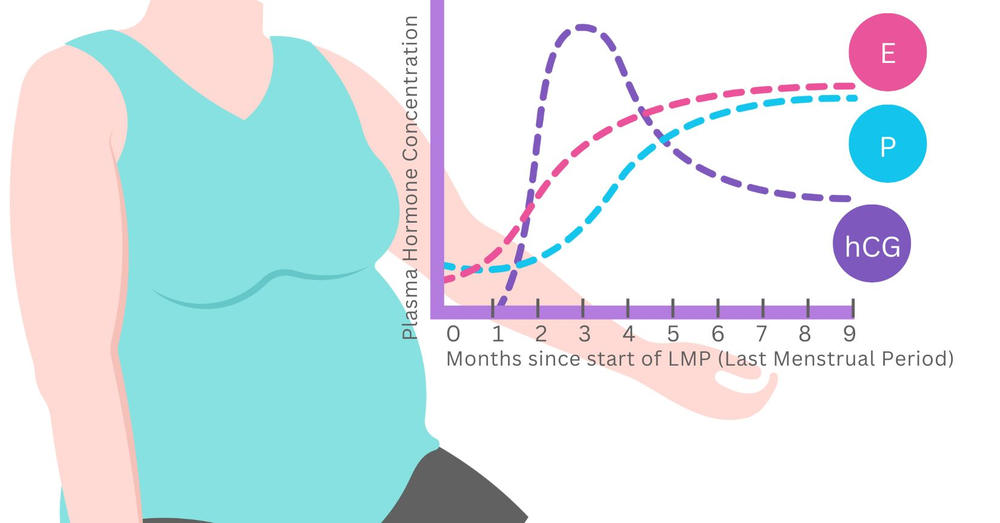 Plasma Hormone Concentration
E
P
hCG
0 1 2 3 4 5 6 7 8 9
Months since start of LMP (Last Menstrual Period)